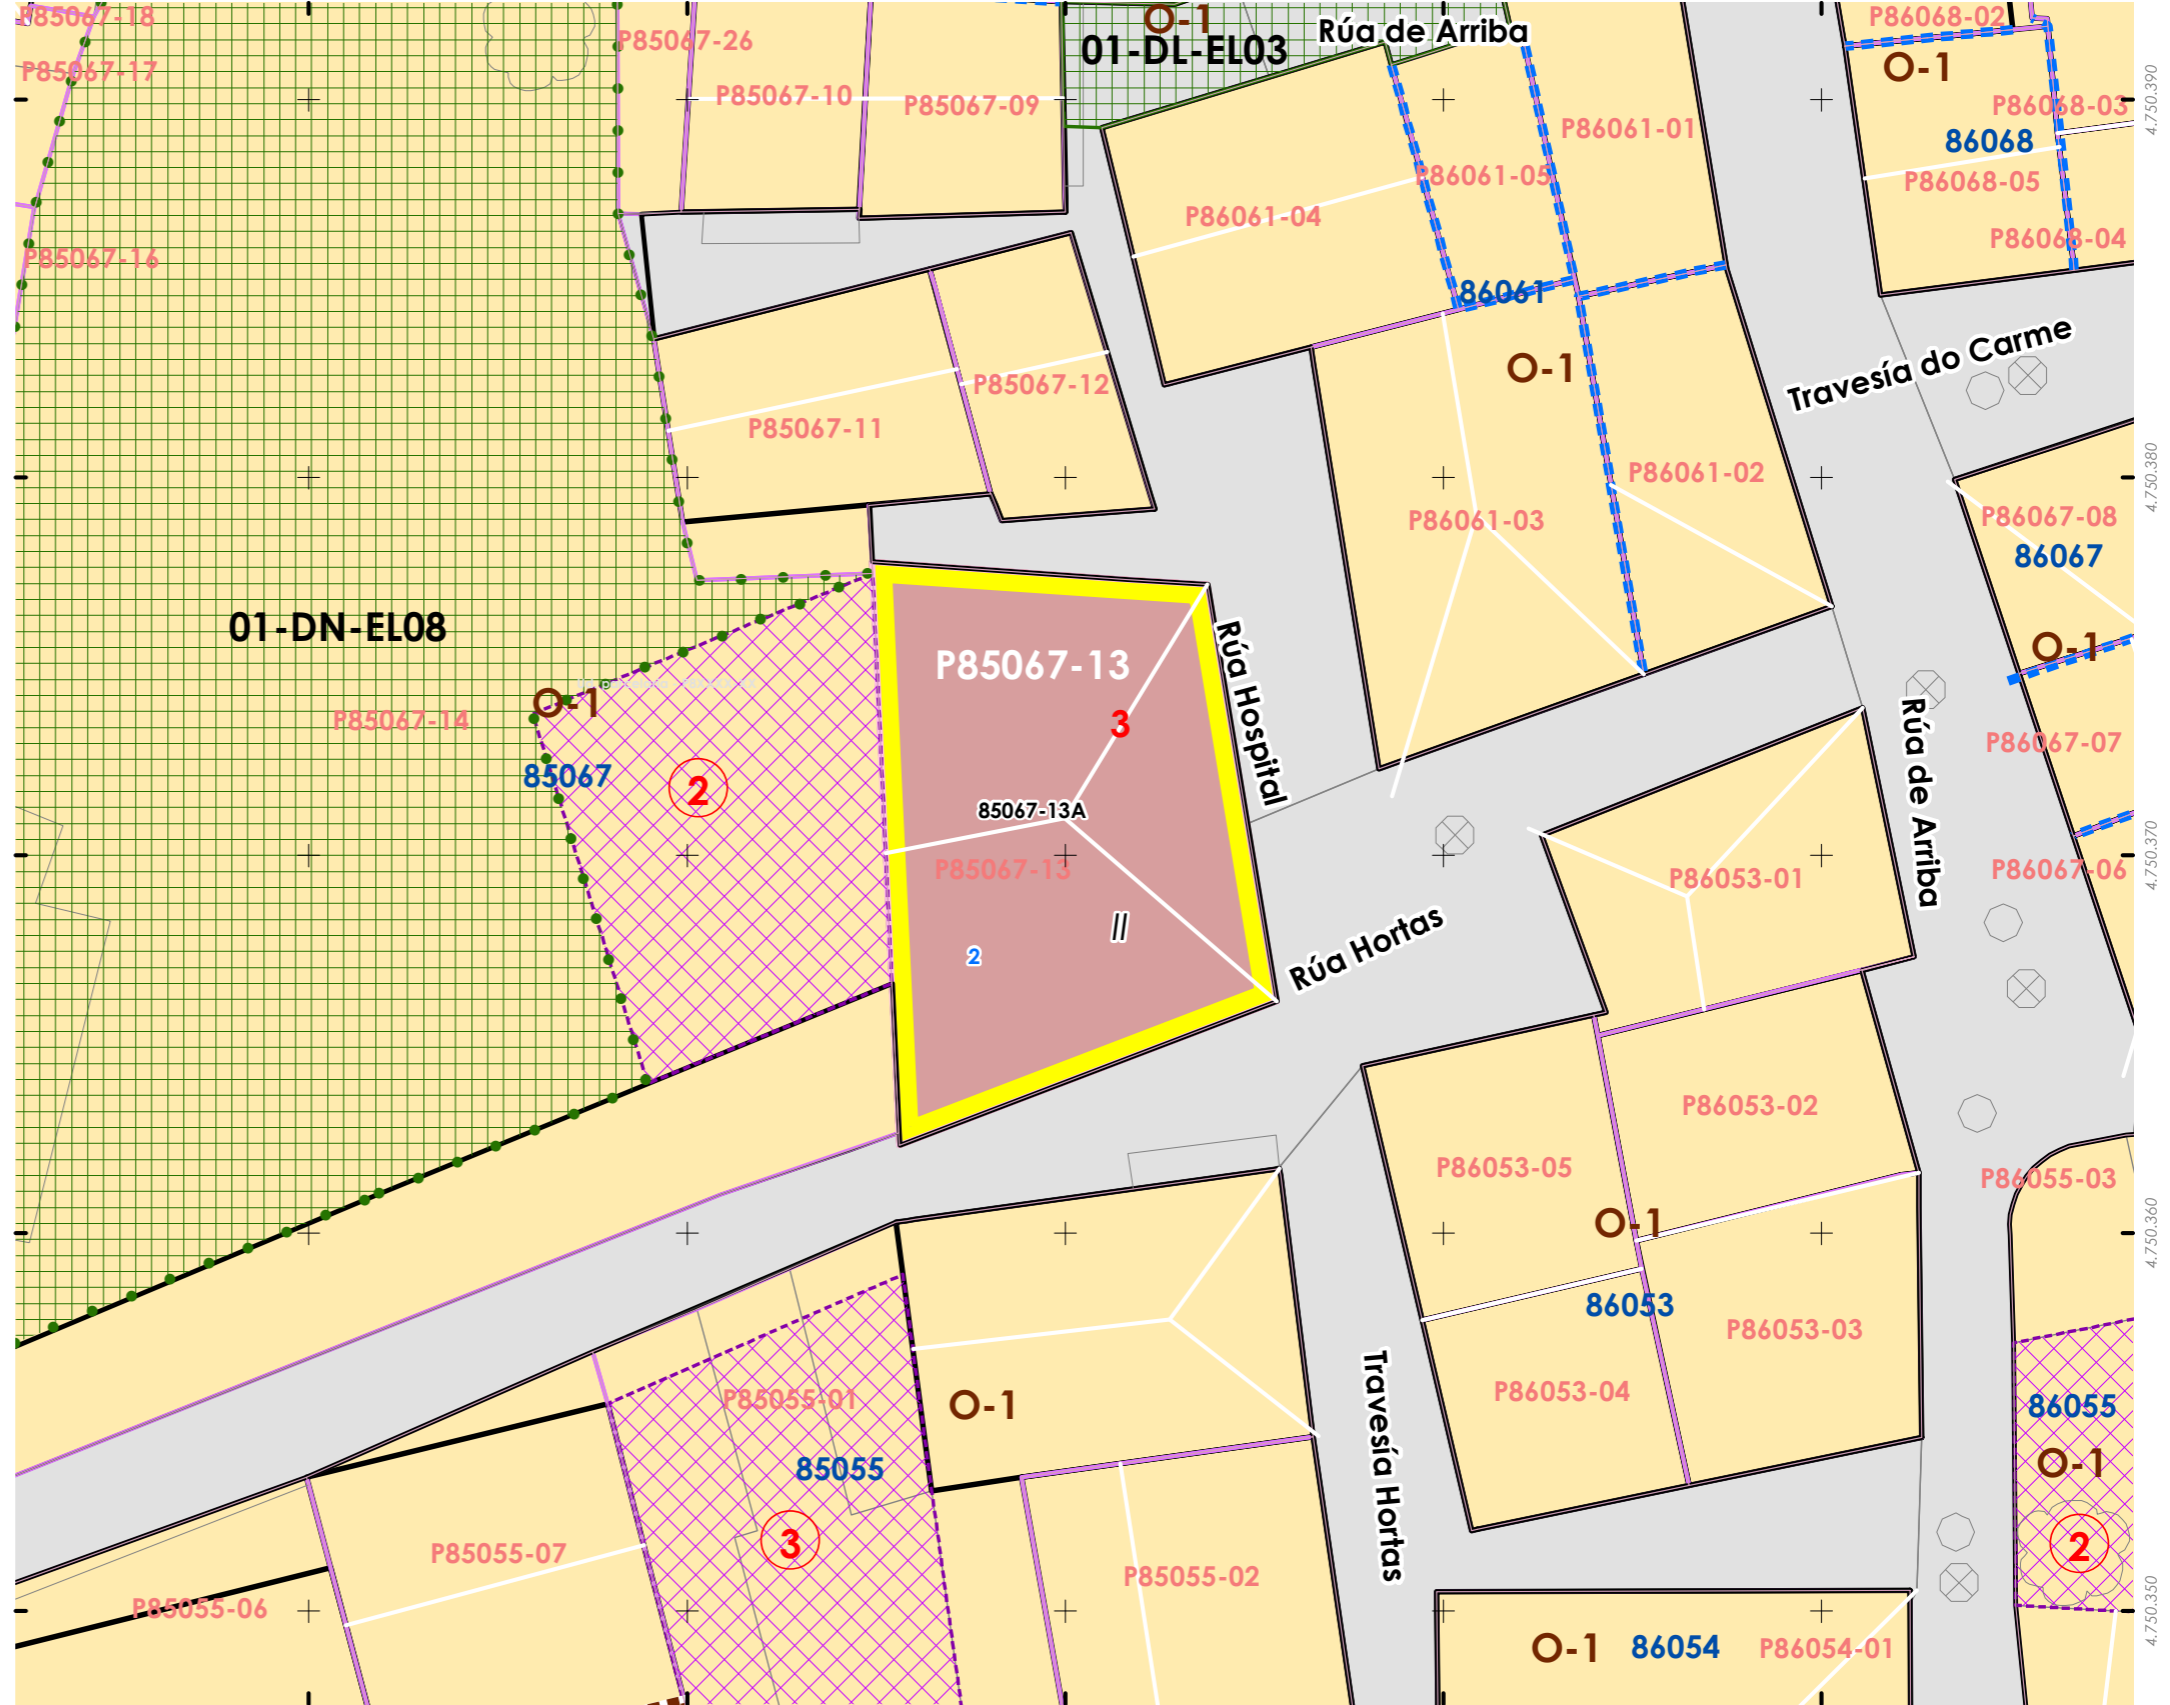 P85067-18
P85067-26
O-1
Rúa de Arriba
P86068-02
01-DL-EL03
O-1
P85067-17
P85067-10
P85067-09
P86068-03
4.750.390
P86061-01
86068
P86061-05
P86068-05
P86061-04
P86068-04
P85067-16
86061
Travesía do Carme
O-1
P85067-12
P85067-11
P86061-02
4.750.380
P86061-03
P86067-08
86067
01-DN-EL08
O-1
P85067-13
Rúa Hospital
O-1
P85067-14
3
Rúa de Arriba
P86067-07
85067
2
85067-13A
P85067-13
P86053-01
P86067-06
4.750.370
II
2
Rúa Hortas
P86053-02
P86053-05
P86055-03
O-1
4.750.360
86053
P86053-03
P86053-04
Travesía Hortas
P85055-01
O-1
86055
85055
O-1
3
2
P85055-07
P85055-02
P85055-06
4.750.350
O-1
86054
P86054-01